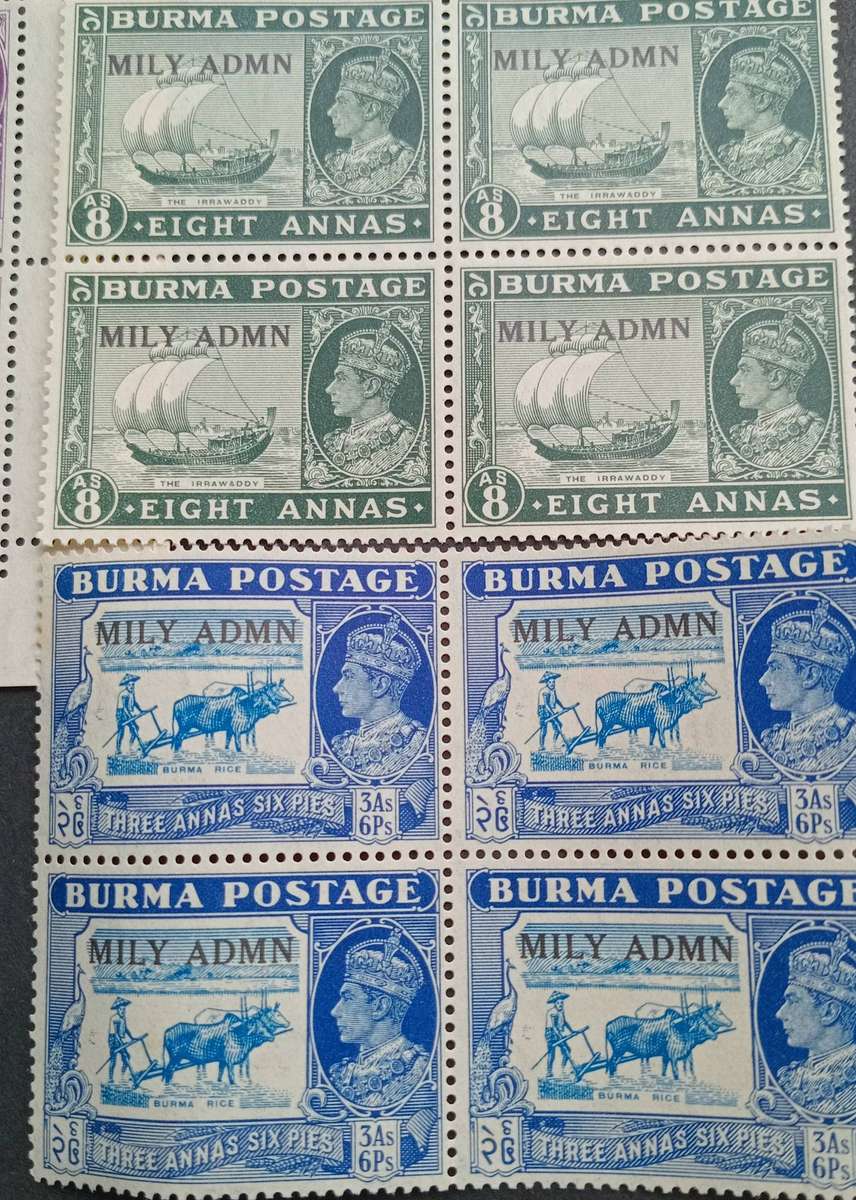 BURMA POSTAGE
MILY ADMN
THE IRRAWADDY
AS 8
EIGHT ANNAS
BURMA POSTAGE
MILY ADMN
THE IRRAWADDY
AS 8
EIGHT ANNAS
BURMA POSTAGE
MILY ADMN
THE IRRAWADDY
AS 8
EIGHT ANNAS
BURMA POSTAGE
MILY ADMN
THE IRRAWADDY
AS 8
EIGHT ANNAS
BURMA POSTAGE
MILY ADMN
BURMA RICE
THREE ANNAS SIX PIES
3As
6Ps
BURMA POSTAGE
MILY ADMN
BURMA RICE
THREE ANNAS SIX PIES
3As
6Ps
BURMA POSTAGE
MILY ADMN
BURMA RICE
THREE ANNAS SIX PIES
3As
6Ps
BURMA POSTAGE
MILY ADMN
BURMA RICE
THREE ANNAS SIX PIES
3As
6Ps